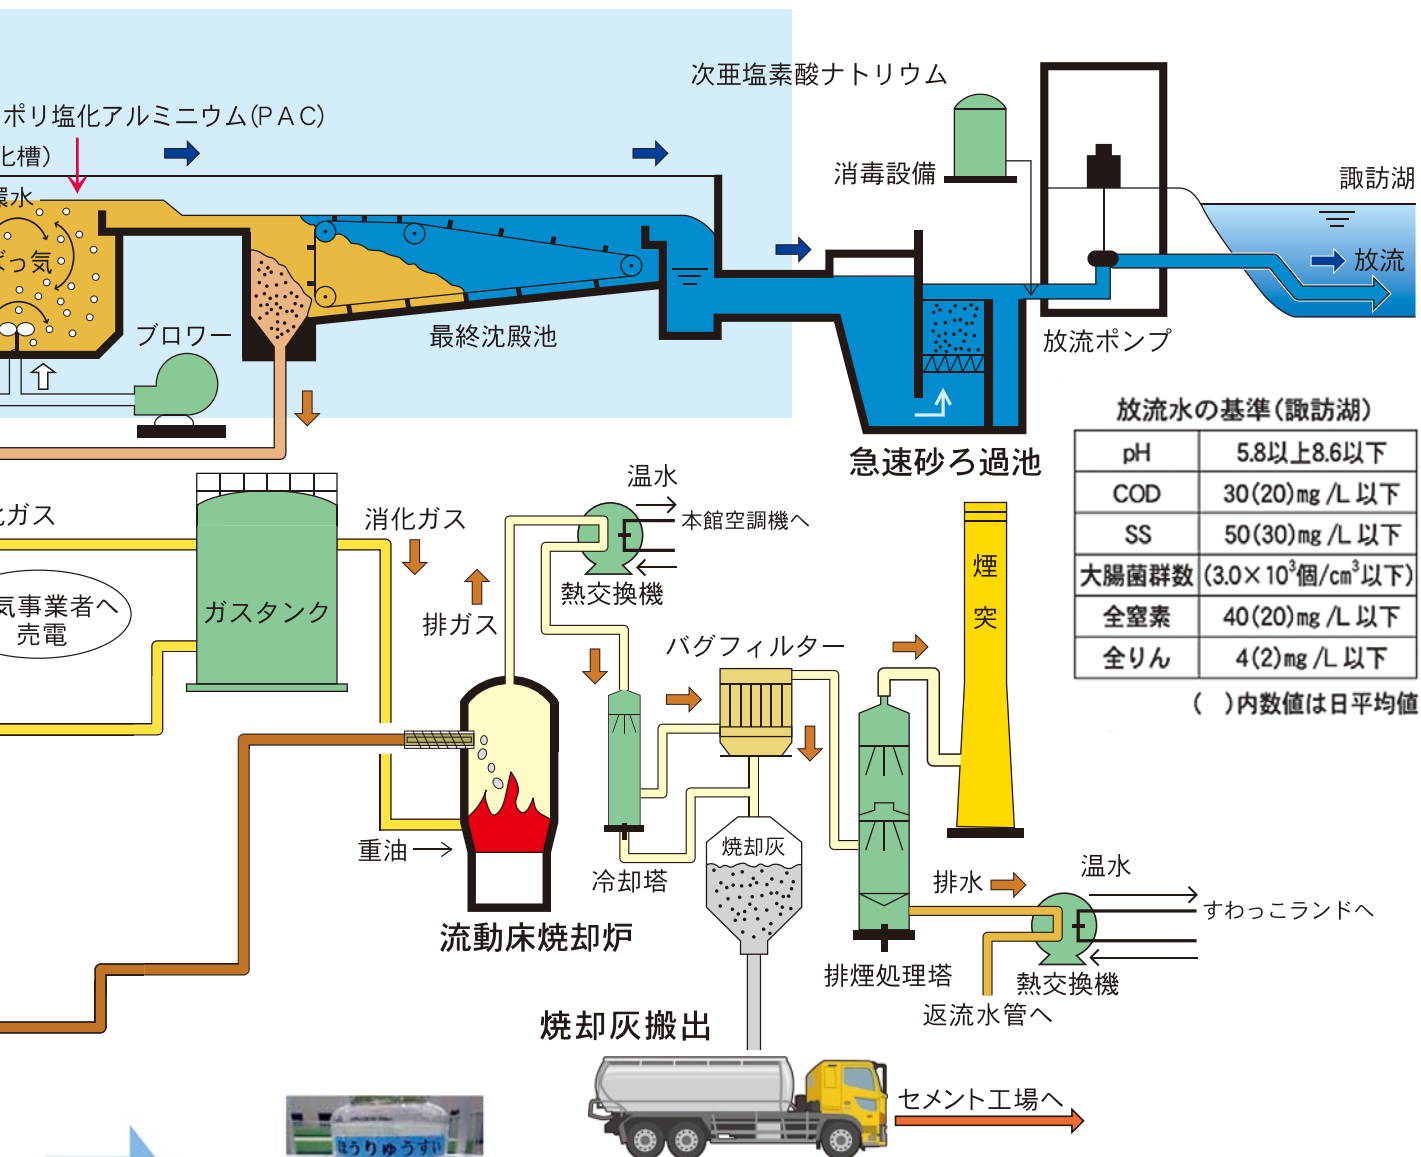 次亜塩素酸ナトリウム
ポリ塩化アルミニウム(PAC)
化槽)
消毒設備
諏訪湖
環水
ばっ気
放流
ブロワー
最終沈殿池
放流ポンプ
放流水の基準(諏訪湖)
pH 5.8以上8.6以下
COD 30(20)mg/L以下
SS 50(30)mg/L以下
大腸菌群数 (3.0×10³個/cm³以下)
全窒素 40(20)mg/L以下
全りん 4(2)mg/L以下
( )内数値は日平均値
急速砂ろ過池
温水
化ガス
消化ガス
本館空調機へ
煙突
熱交換機
気事業者へ
売電
ガスタンク
排ガス
バグフィルター
重油
焼却灰
冷却塔
排水
温水
すわっこランドへ
流動床焼却炉
排煙処理塔
熱交換機
返流水管へ
焼却灰搬出
セメント工場へ
ほうりゅうすい